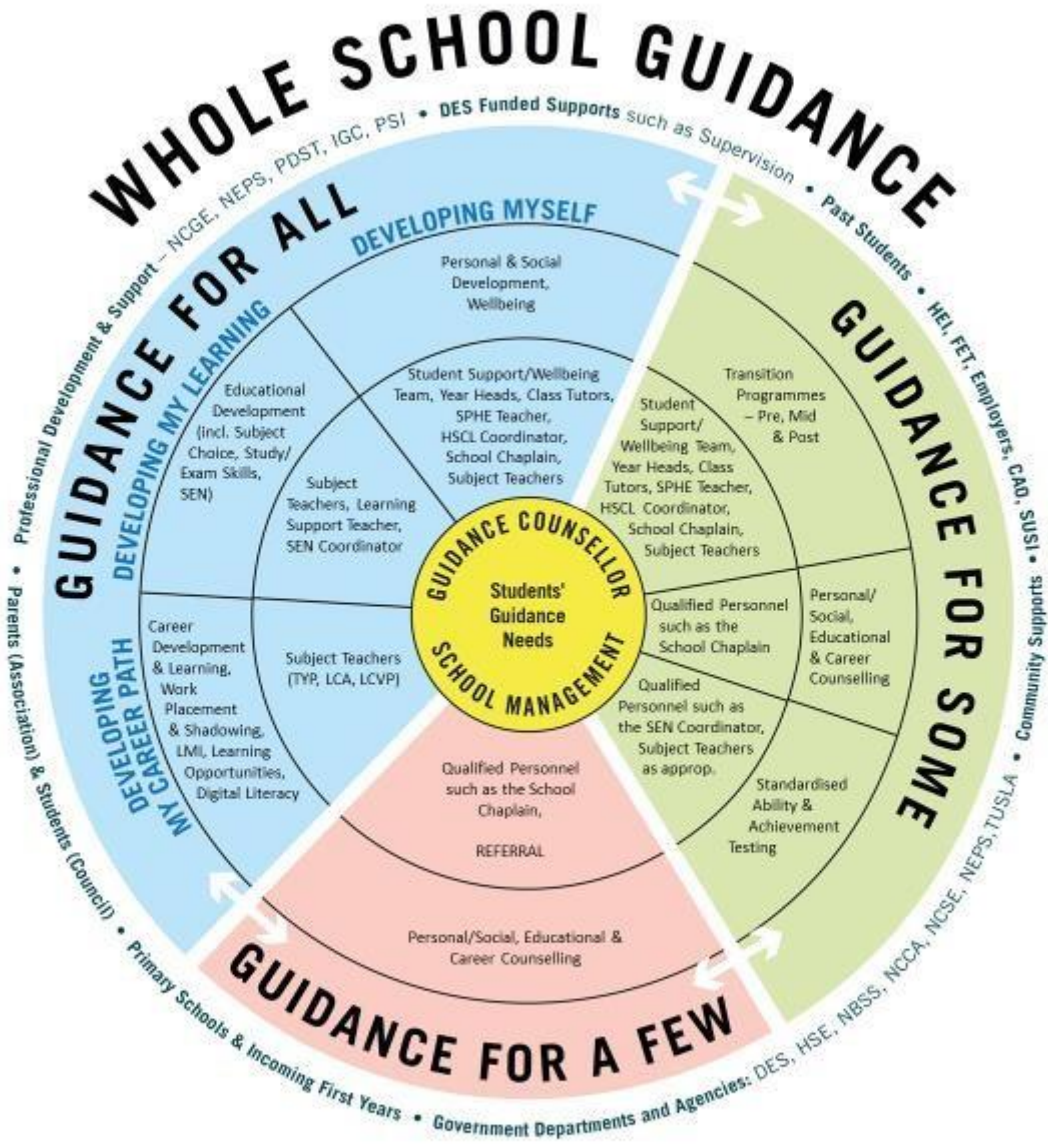 WHOLE SCHOOL GUIDANCE
Professional Development & Support – NCGE, NEPS, PDST, IGC, PSI • DES Funded Supports such as Supervision • Past Students • HEI, FET, Employers, CAO, SUSI • Community Supports •
Government Departments and Agencies: DES, HSE, NBSS, NCCA, NCSE, NEPS, TUSLA
• Parents (Association) & Students (Council) • Primary Schools & Incoming First Years •
GUIDANCE FOR ALL
DEVELOPING MYSELF
Personal & Social
Development,
Wellbeing
Student Support/Wellbeing
Team, Year Heads, Class Tutors,
SPHE Teacher,
HSCL Coordinator,
School Chaplain,
Subject Teachers
DEVELOPING MY LEARNING
Educational
Development
(incl. Subject
Choice, Study/
Exam Skills,
SEN)
Subject
Teachers, Learning
Support Teacher,
SEN Coordinator
DEVELOPING
MY CAREER PATH
Career
Development
& Learning,
Work
Placement
& Shadowing,
LMI, Learning
Opportunities,
Digital Literacy
Subject Teachers
(TYP, LCA, LCVP)
GUIDANCE COUNSELLOR
Students'
Guidance
Needs
SCHOOL MANAGEMENT
GUIDANCE FOR SOME
Transition
Programmes
– Pre, Mid
& Post
Student
Support/
Wellbeing Team,
Year Heads, Class
Tutors, SPHE Teacher,
HSCL Coordinator,
School Chaplain,
Subject Teachers
Qualified Personnel
such as the
School Chaplain
Personal/
Social,
Educational
& Career
Counselling
Qualified
Personnel such as
the SEN Coordinator,
Subject Teachers
as approp.
Standardised
Ability &
Achievement
Testing
Qualified Personnel
such as the School
Chaplain,
REFERRAL
Personal/Social, Educational &
Career Counselling
GUIDANCE FOR A FEW